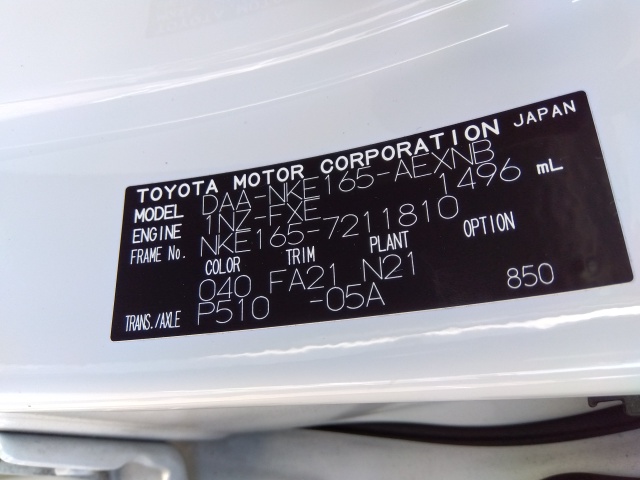 TOYOTA MOTOR CORPORATION JAPAN
MODEL DAA-NKE165-AEXNB
ENGINE 1NZ-FXE 1496 mL
FRAME No. NKE165-7211810
COLOR TRIM PLANT OPTION
040 FA21 N21
TRANS./AXLE P510 -05A 850